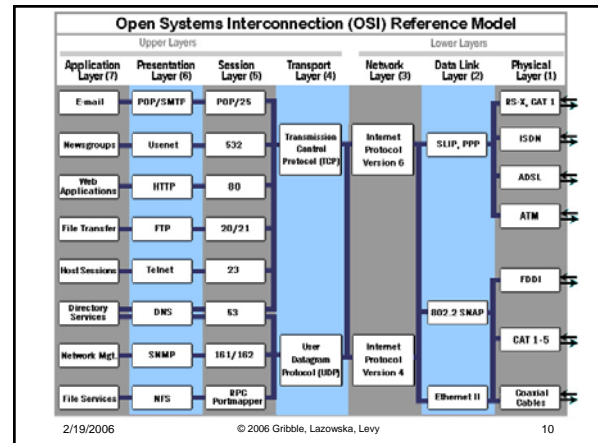 Open Systems Interconnection (OSI) Reference Model
Upper Layers
Lower Layers
Application Layer (7)
Presentation Layer (6)
Session Layer (5)
Transport Layer (4)
Network Layer (3)
Data Link Layer (2)
Physical Layer (1)
E-mail
POP/SMTP
POP/25
RS-X, CAT 1
Newsgroups
Usenet
532
Transmission
Control
Protocol (TCP)
Internet
Protocol
Version 6
SLIP, PPP
ISDN
Web
Applications
HTTP
80
ADSL
File Transfer
FTP
20/21
ATM
Host Sessions
Telnet
23
FDDI
Directory
Services
DNS
53
802.2 SNAP
Network Mgt.
SNMP
161/162
User
Datagram
Protocol (UDP)
Internet
Protocol
Version 4
CAT 1-5
File Services
NFS
RPC
Portmapper
Ethernet II
Coaxial
Cables
2/19/2006
© 2006 Gribble, Lazowska, Levy
10